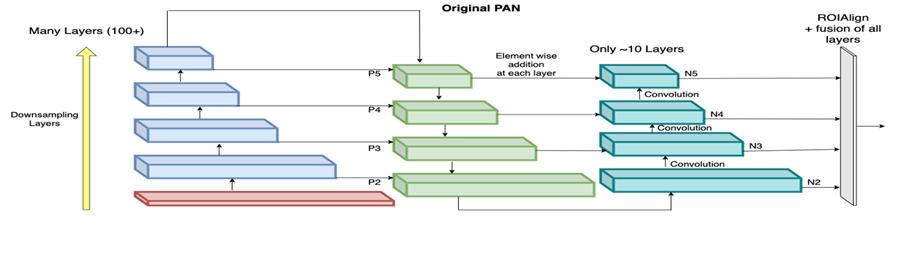 Original PAN
Many Layers (100+)
Downsampling
Layers
P5
P4
P3
P2
Element wise
addition
at each layer
Only ~10 Layers
N5
Convolution
N4
Convolution
N3
Convolution
N2
ROIAlign
+ fusion of all
layers